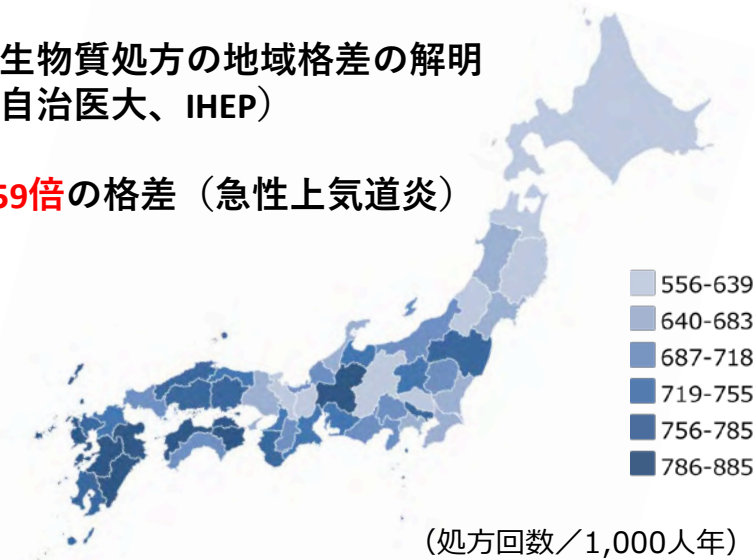 生物質処方の地域格差の解明
自治医大、IHEP）
59倍の格差（急性上気道炎）
556-639
640-683
687-718
719-755
756-785
786-885
（処方回数／1,000人年）